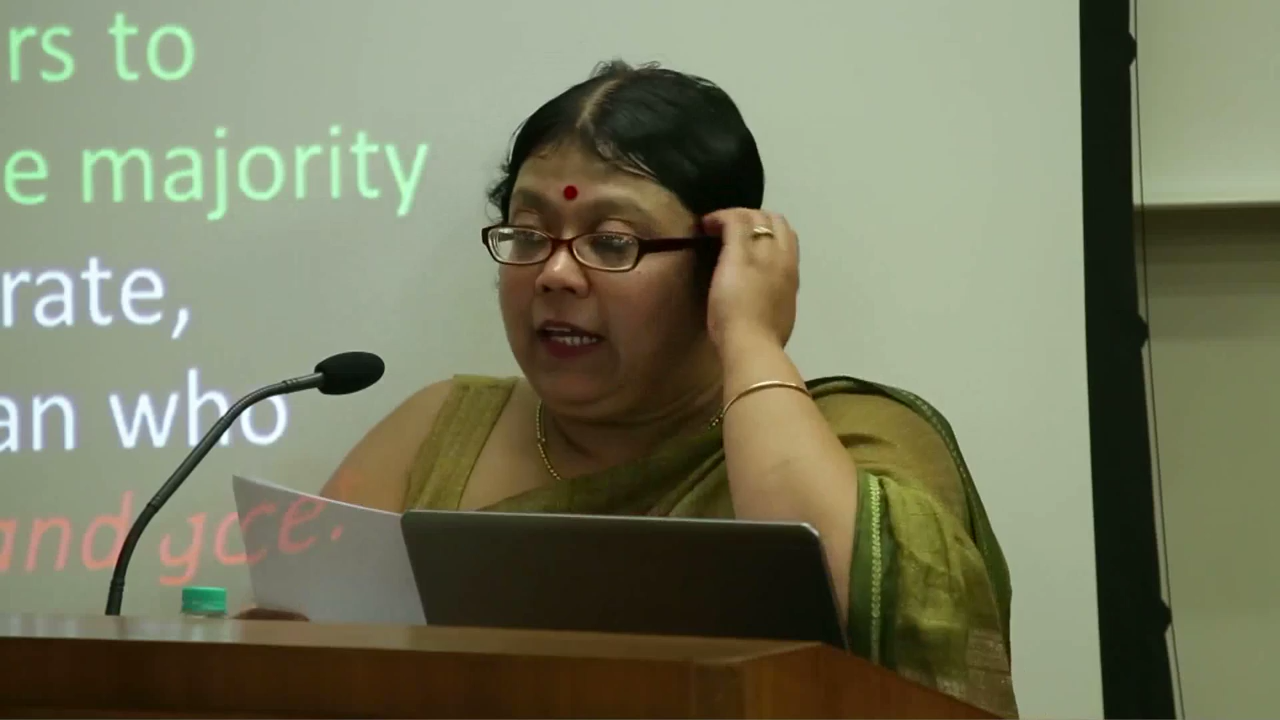 rs to
e majority
rate,
an who
and yce.